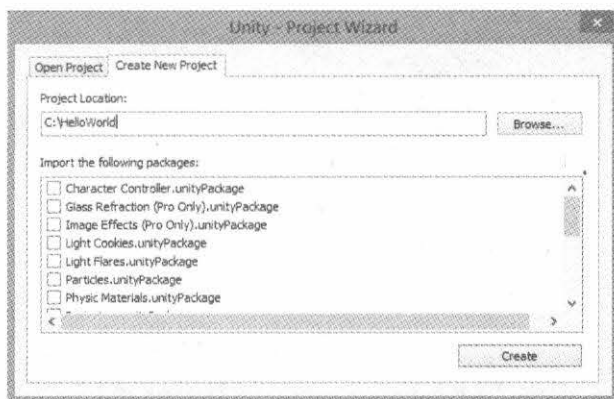 Unity - Project Wizard
Open Project
Create New Project
Project Location:
C:\HelloWorld
Browse...
Import the following packages:
Character Controller.unityPackage
Glass Refraction (Pro Only).unityPackage
Image Effects (Pro Only).unityPackage
Light Cookies.unityPackage
Light Flares.unityPackage
Particles.unityPackage
Physic Materials.unityPackage
Create